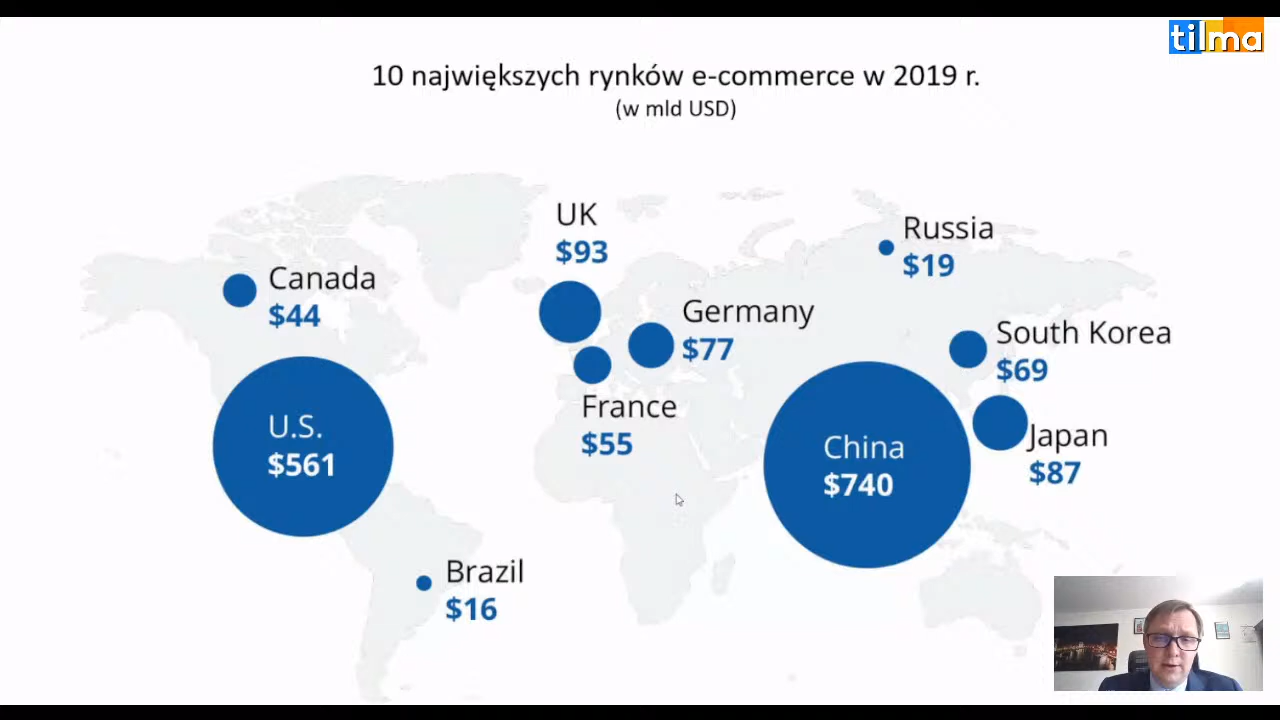 tilma
10 największych rynków e-commerce w 2019 r.
(w mld USD)
UK
$93
Russia
$19
Canada
$44
Germany
$77
South Korea
$69
France
$55
U.S.
$561
China
$740
Japan
$87
Brazil
$16